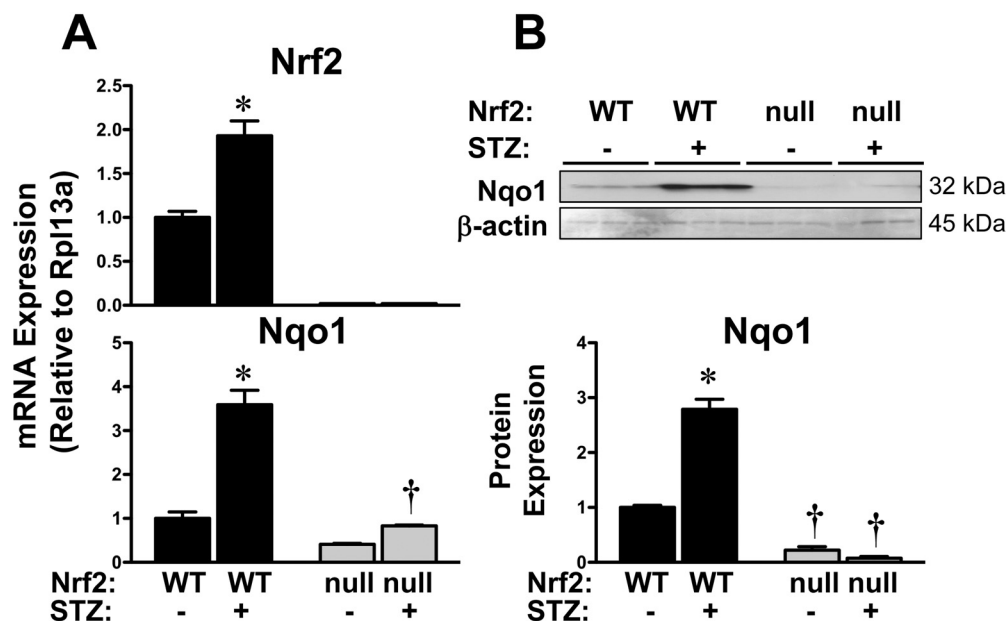 A
Nrf2
mRNA Expression
(Relative to Rpl13a)
2.5
2.0
1.5
1.0
0.5
0.0
*
Nqo1
5
4
3
2
1
0
*
†
Nrf2: WT WT null null
STZ: - + - +
B
Nrf2: WT WT null null
STZ: - + - +
Nqo1 32 kDa
β-actin 45 kDa
Nqo1
Protein
Expression
4
3
2
1
0
*
† †
Nrf2: WT WT null null
STZ: - + - +